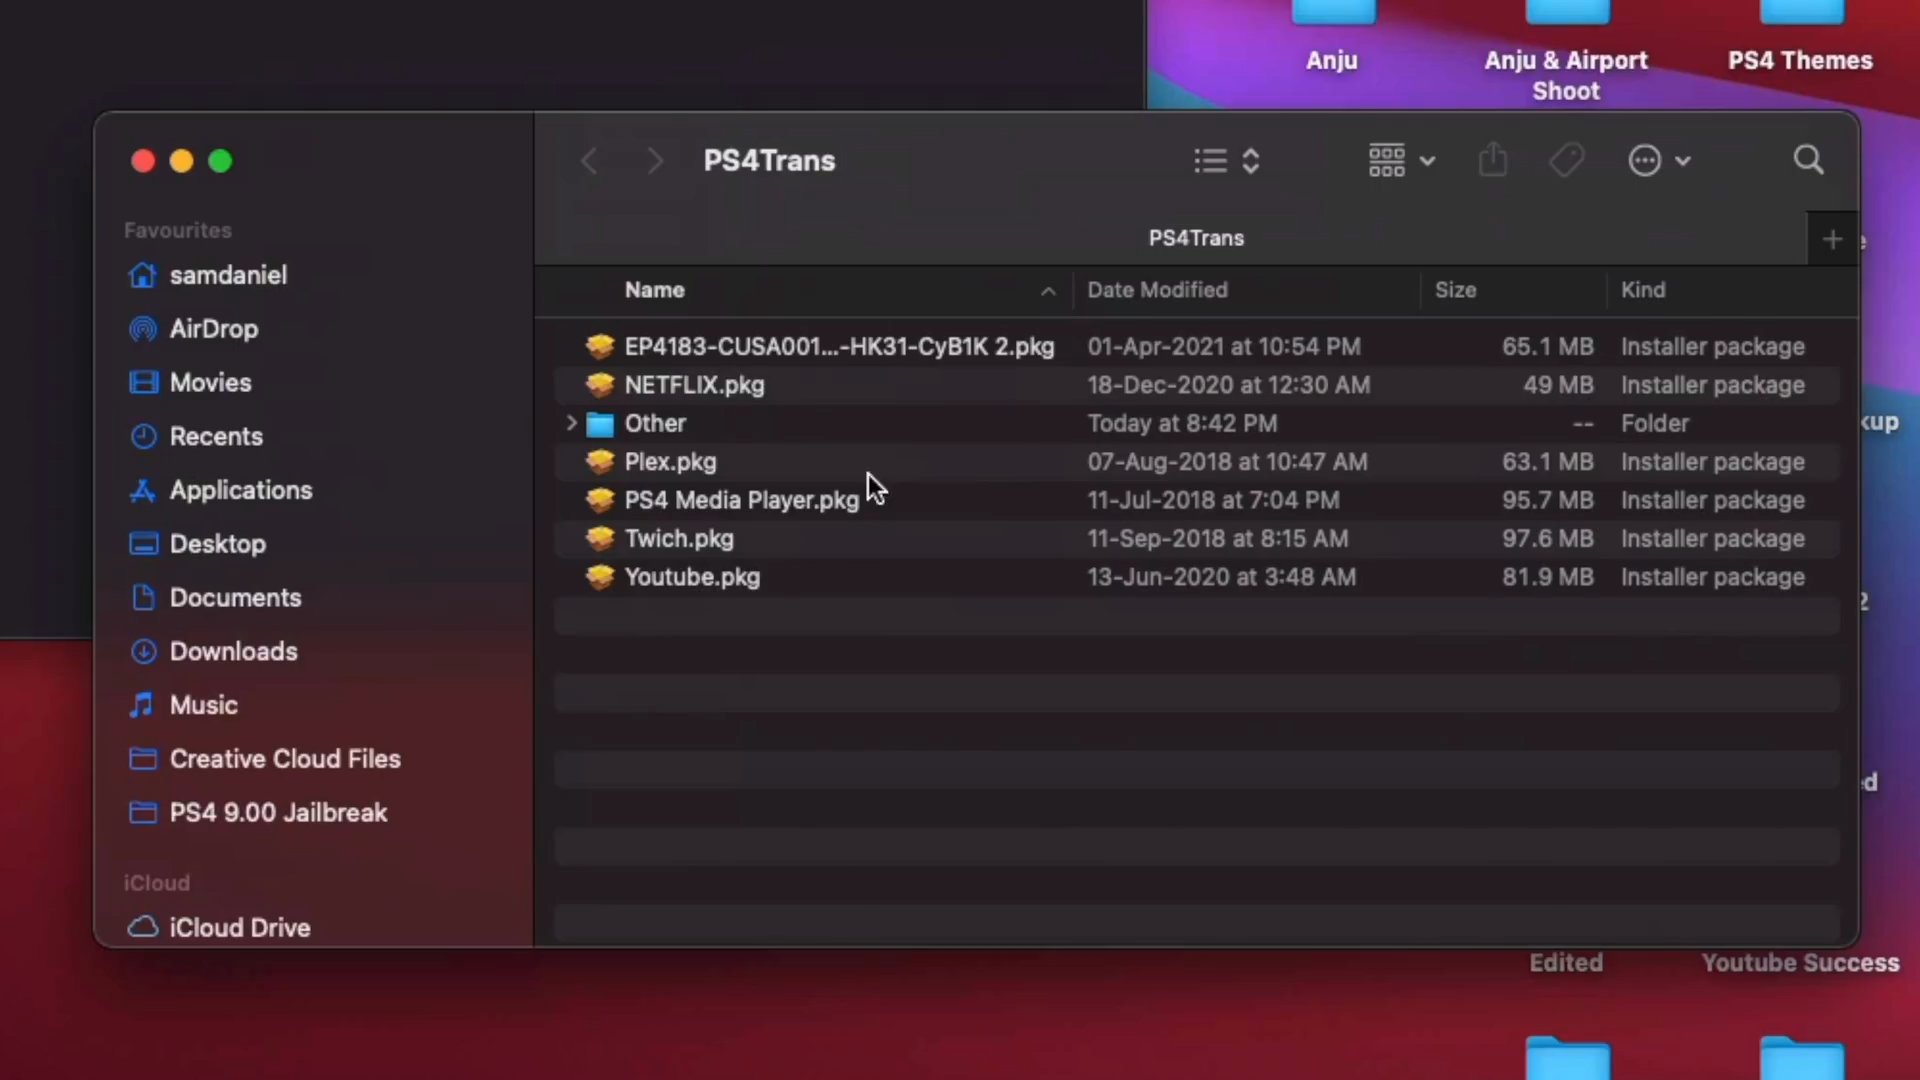 Anju
Anju & Airport
Shoot
PS4 Themes
PS4Trans
PS4Trans
Favourites
samdaniel
AirDrop
Movies
Recents
Applications
Desktop
Documents
Downloads
Music
Creative Cloud Files
PS4 9.00 Jailbreak
iCloud
iCloud Drive
Name Date Modified Size Kind
EP4183-CUSA001...-HK31-CyB1K 2.pkg 01-Apr-2021 at 10:54 PM 65.1 MB Installer package
NETFLIX.pkg 18-Dec-2020 at 12:30 AM 49 MB Installer package
Other Today at 8:42 PM -- Folder
Plex.pkg 07-Aug-2018 at 10:47 AM 63.1 MB Installer package
PS4 Media Player.pkg 11-Jul-2018 at 7:04 PM 95.7 MB Installer package
Twich.pkg 11-Sep-2018 at 8:15 AM 97.6 MB Installer package
Youtube.pkg 13-Jun-2020 at 3:48 AM 81.9 MB Installer package
Edited
Youtube Success